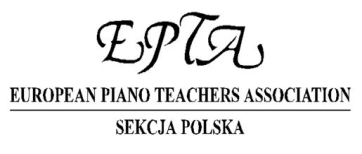 EPTA
EUROPEAN PIANO TEACHERS ASSOCIATION
SEKCJA POLSKA